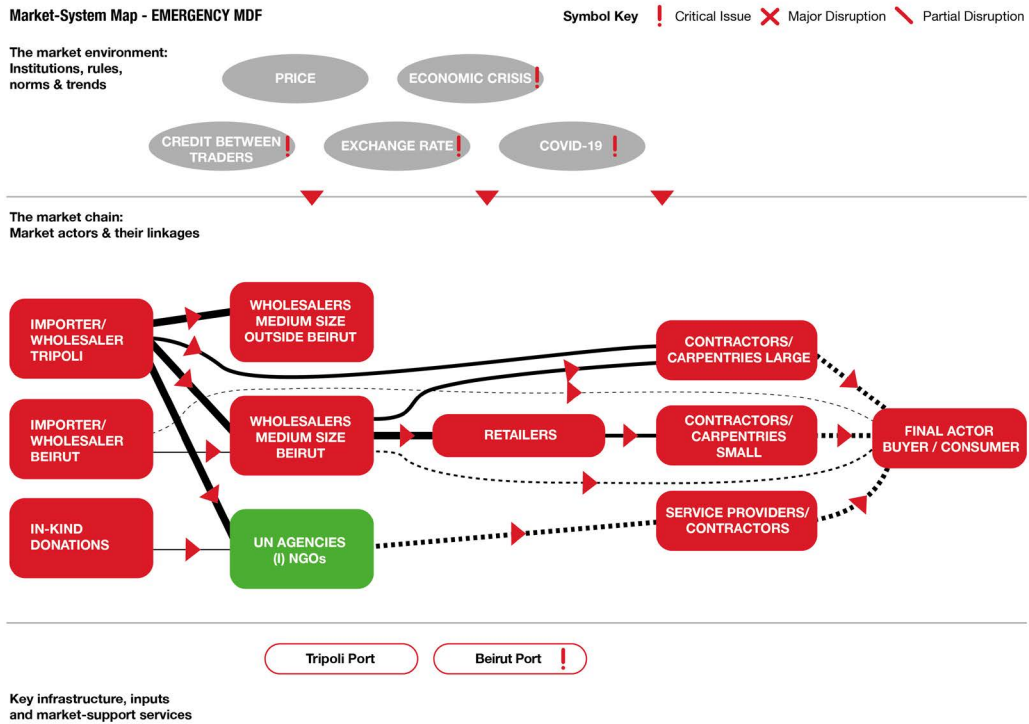 Market-System Map - EMERGENCY MDF
Symbol Key
Critical Issue
Major Disruption
Partial Disruption
The market environment:
Institutions, rules,
norms & trends
PRICE
ECONOMIC CRISIS
CREDIT BETWEEN
TRADERS
EXCHANGE RATE
COVID-19
The market chain:
Market actors & their linkages
IMPORTER/
WHOLESALER
TRIPOLI
WHOLESALERS
MEDIUM SIZE
OUTSIDE BEIRUT
CONTRACTORS/
CARPENTRIES LARGE
IMPORTER/
WHOLESALER
BEIRUT
WHOLESALERS
MEDIUM SIZE
BEIRUT
RETAILERS
CONTRACTORS/
CARPENTRIES
SMALL
FINAL ACTOR
BUYER / CONSUMER
IN-KIND
DONATIONS
UN AGENCIES
(I) NGOs
SERVICE PROVIDERS/
CONTRACTORS
Tripoli Port
Beirut Port
Key infrastructure, inputs
and market-support services